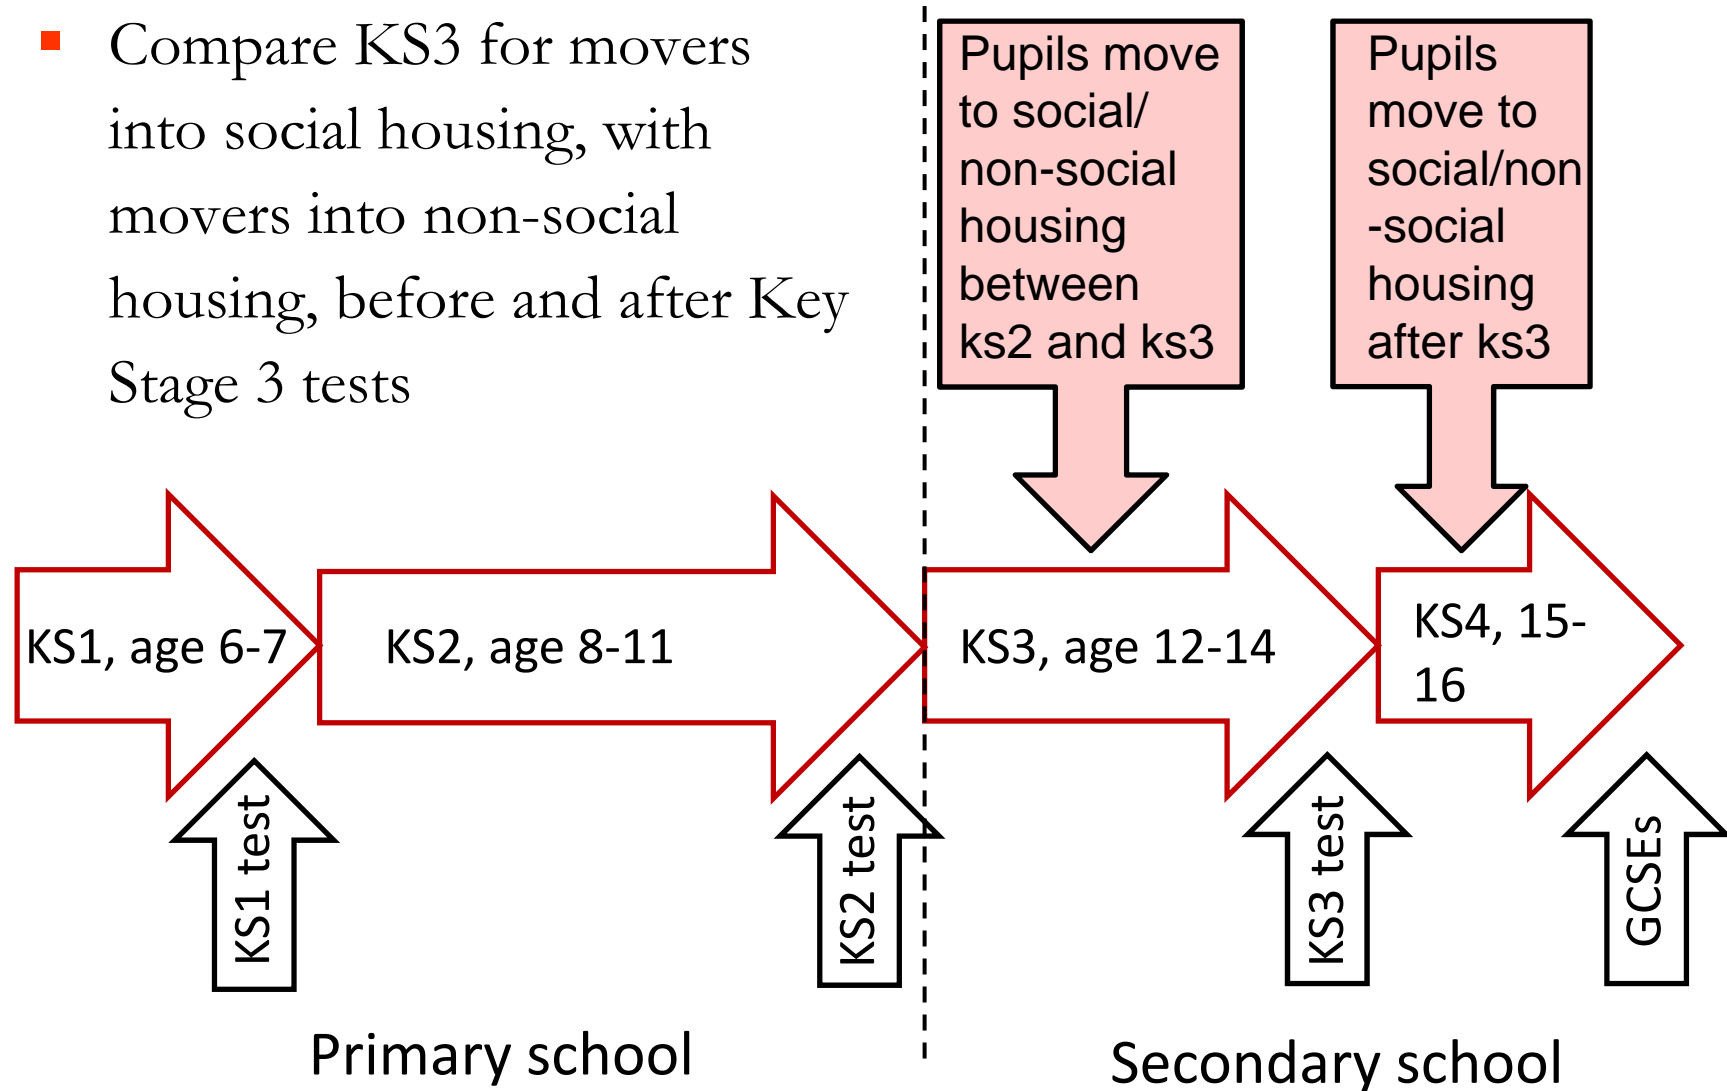 ▪ Compare KS3 for movers
into social housing, with
movers into non-social
housing, before and after Key
Stage 3 tests
Pupils move
to social/
non-social
housing
between
ks2 and ks3
Pupils
move to
social/non
-social
housing
after ks3
KS1, age 6-7
KS2, age 8-11
KS3, age 12-14
KS4, 15-
16
KS1 test
KS2 test
KS3 test
GCSEs
Primary school
Secondary school